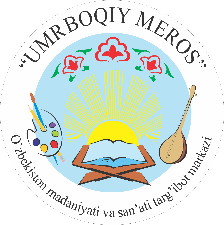 "UMRBOQIY MEROS"
O'zbekiston madaniyati va san'ati targ'ibot markazi